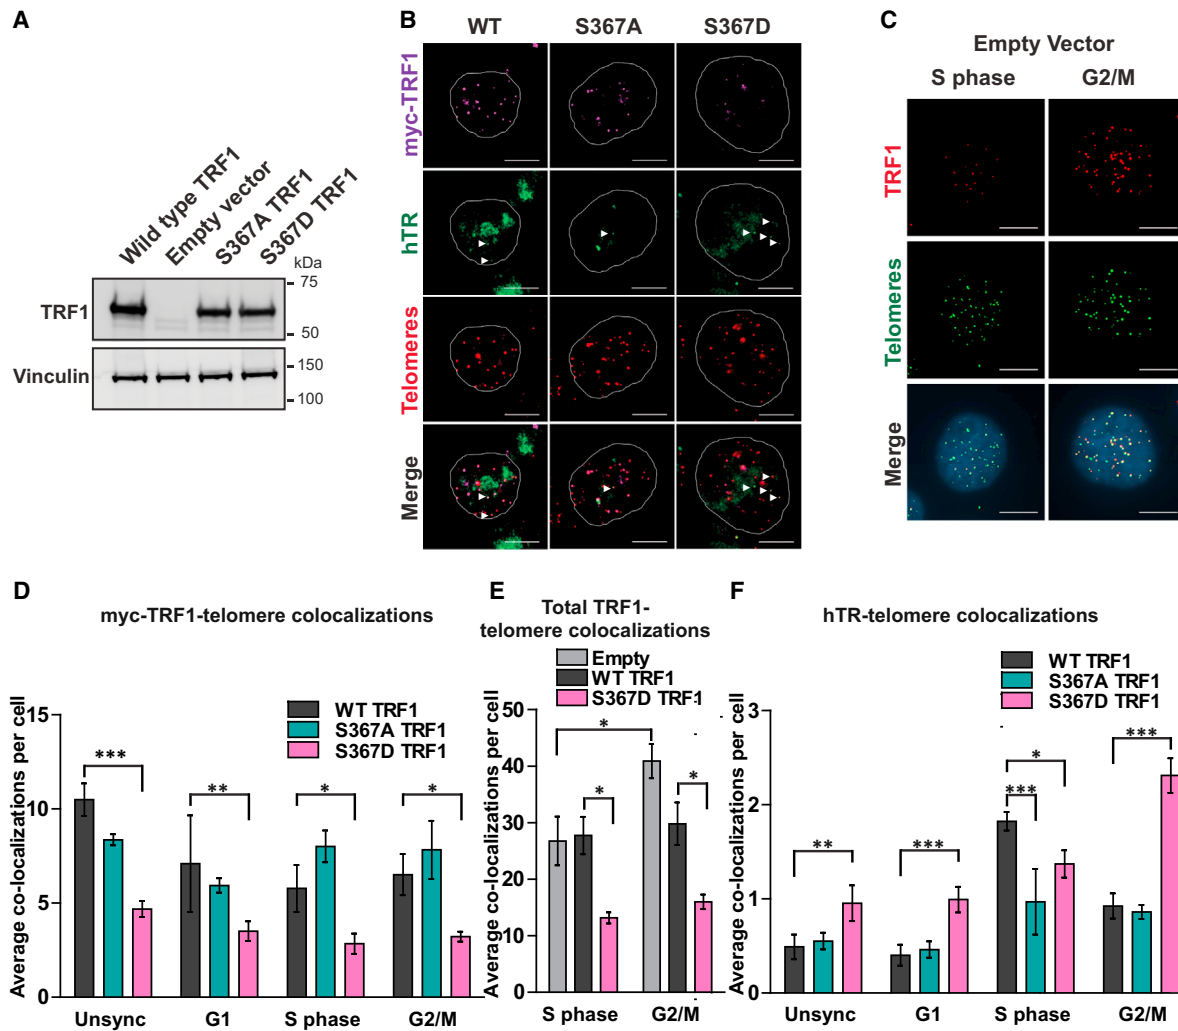 A
Wild type TRF1
Empty vector
S367A TRF1
S367D TRF1
kDa
75
TRF1
50
Vinculin
150
100
B
WT
S367A
S367D
myc-TRF1
hTR
Telomeres
Merge
C
Empty Vector
S phase
G2/M
TRF1
Telomeres
Merge
D
myc-TRF1-telomere colocalizations
Average co-localizations per cell
15
10
5
0
WT TRF1
S367A TRF1
S367D TRF1
***
**
*
*
Unsync
G1
S phase
G2/M
E
Total TRF1-
telomere colocalizations
Empty
WT TRF1
S367D TRF1
Average co-localizations per cell
50
40
30
20
10
0
*
*
*
S phase
G2/M
F
hTR-telomere colocalizations
WT TRF1
S367A TRF1
S367D TRF1
Average co-localizations per cell
3
2
1
0
**
***
*
***
***
Unsync
G1
S phase
G2/M